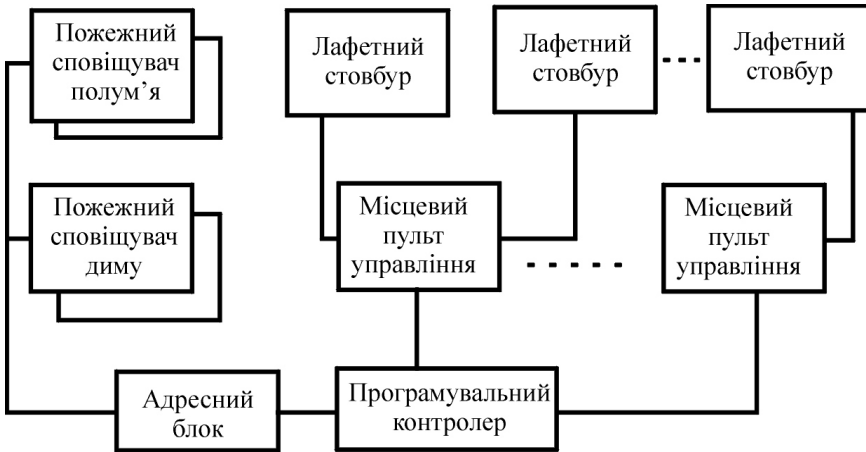 Пожежний
сповіщувач
полум’я
Лафетний
стовбур
Лафетний
стовбур
Лафетний
стовбур
Пожежний
сповіщувач
диму
Місцевий
пульт
управління
Місцевий
пульт
управління
Адресний
блок
Програмувальний
контролер